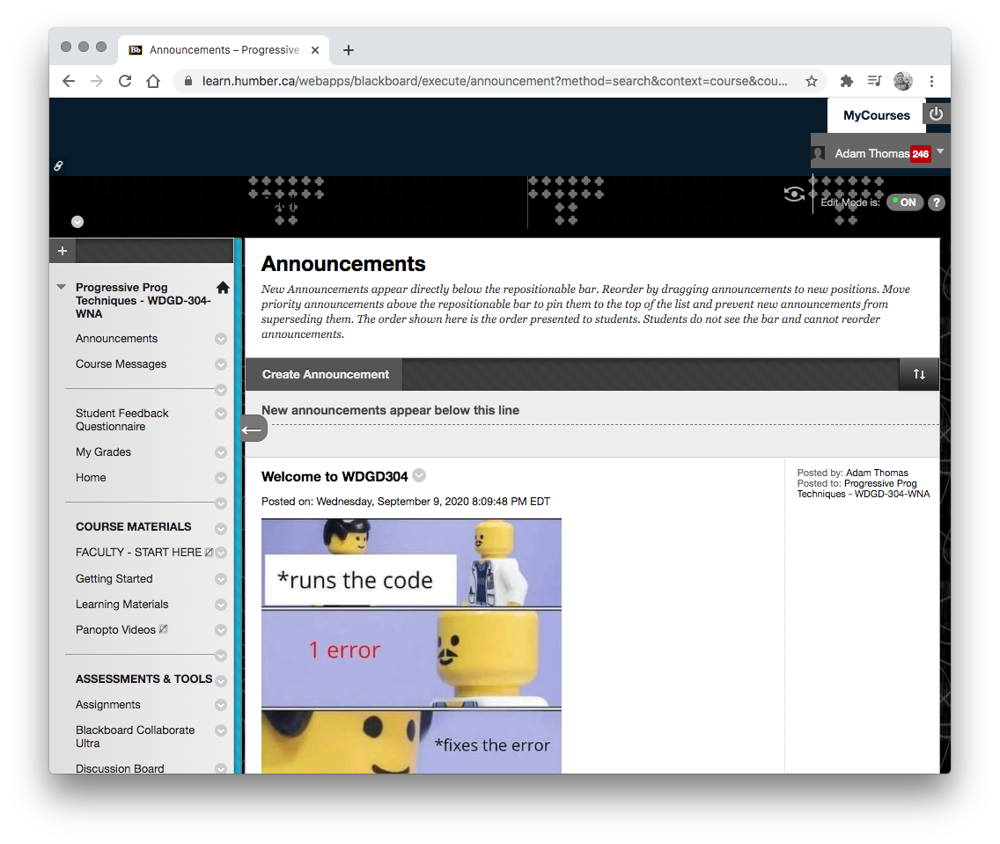 Bb Announcements – Progressive
learn.humber.ca/webapps/blackboard/execute/announcement?method=search&context=course&cou...
MyCourses
Adam Thomas 246
Edit Mode is: ON ?
+
Progressive Prog
Techniques - WDGD-304-
WNA
Announcements
Course Messages
Student Feedback
Questionnaire
My Grades
Home
COURSE MATERIALS
FACULTY - START HERE
Getting Started
Learning Materials
Panopto Videos
ASSESSMENTS & TOOLS
Assignments
Blackboard Collaborate
Ultra
Discussion Board
Announcements
New Announcements appear directly below the repositionable bar. Reorder by dragging announcements to new positions. Move
priority announcements above the repositionable bar to pin them to the top of the list and prevent new announcements from
superseding them. The order shown here is the order presented to students. Students do not see the bar and cannot reorder
announcements.
Create Announcement
New announcements appear below this line
Welcome to WDGD304
Posted on: Wednesday, September 9, 2020 8:09:48 PM EDT
*runs the code
1 error
*fixes the error
Posted by: Adam Thomas
Posted to: Progressive Prog
Techniques - WDGD-304-WNA